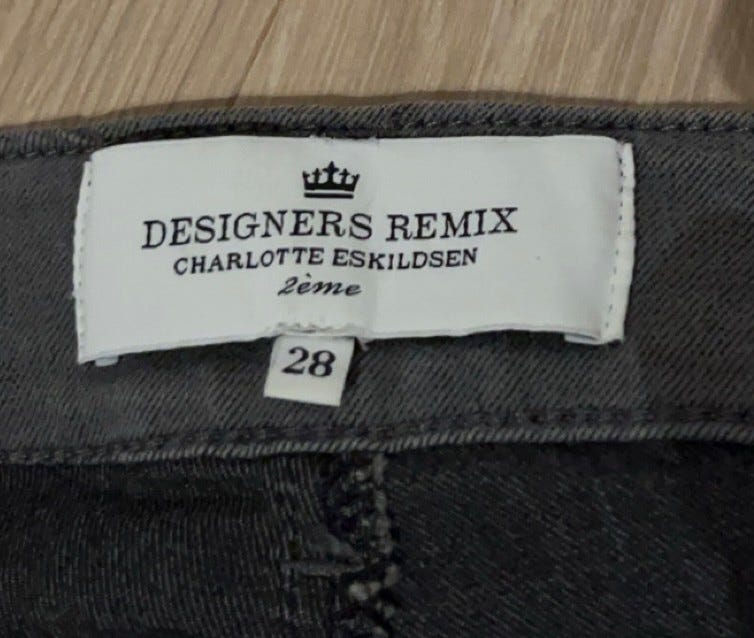 DESIGNERS REMIX
CHARLOTTE ESKILDSEN
2ème
28